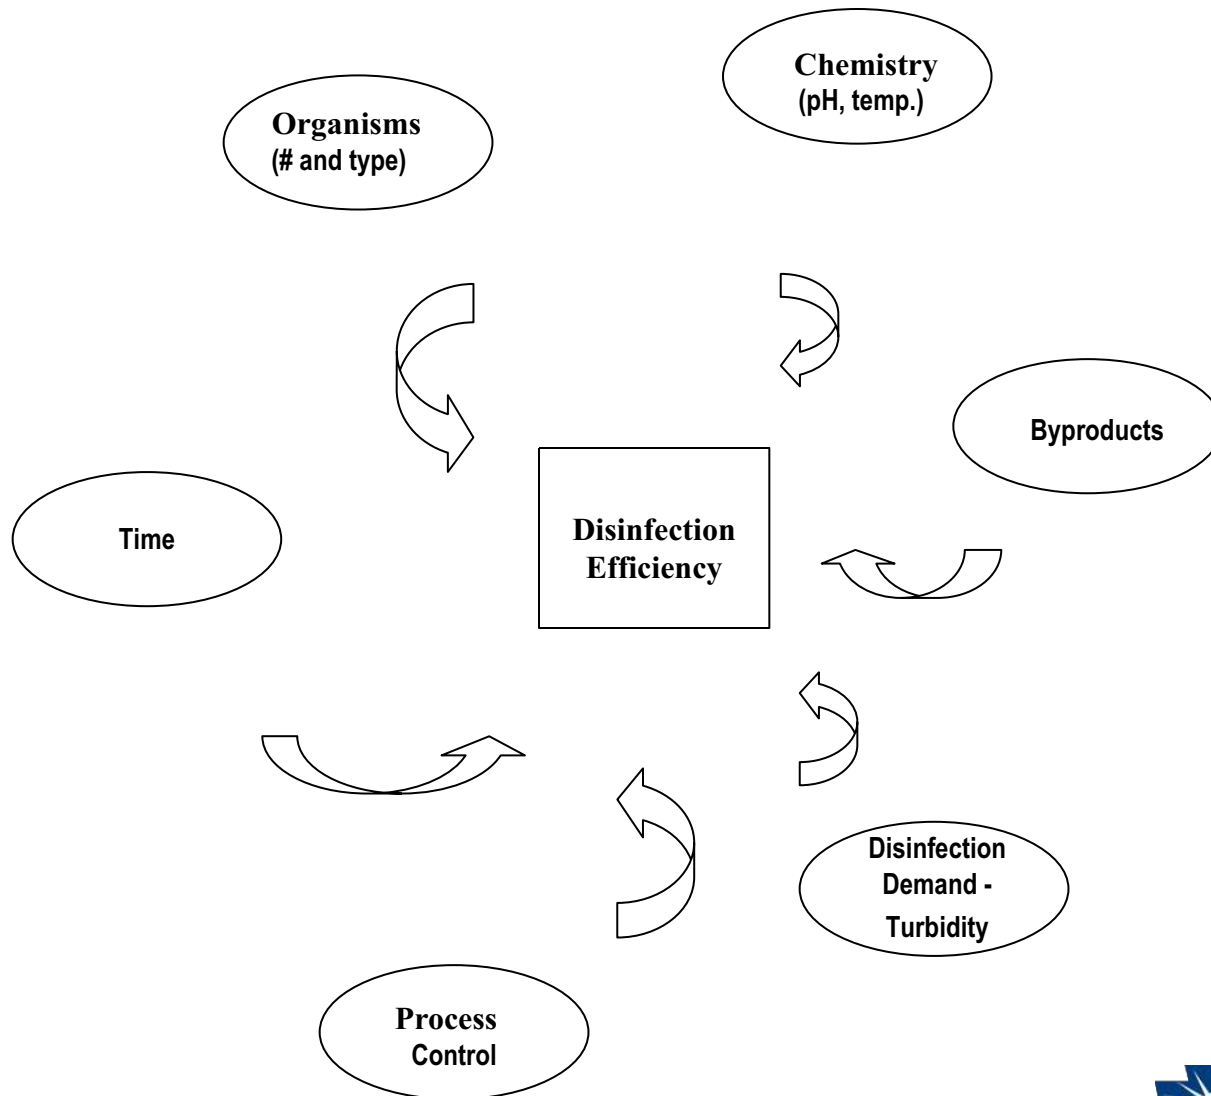 Chemistry
(pH, temp.)
Organisms
(# and type)
Byproducts
Time
Disinfection
Efficiency
Disinfection
Demand -
Turbidity
Process
Control